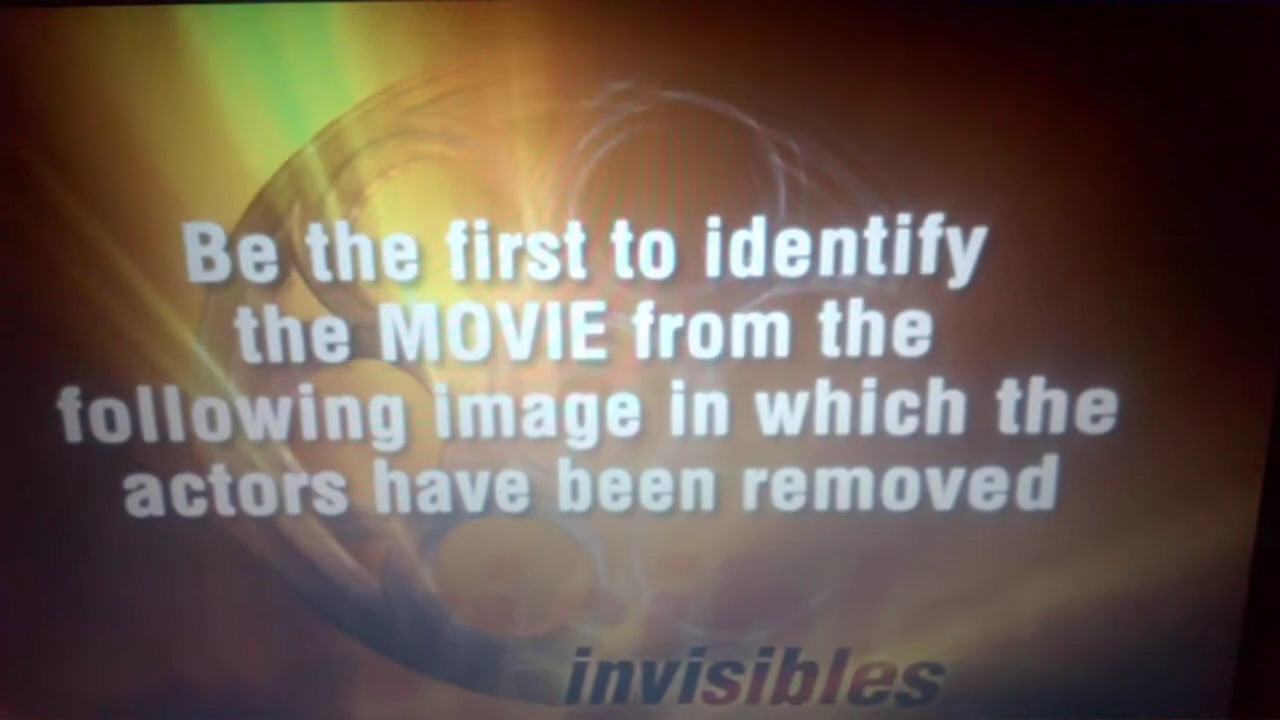 Be the first to identify
the MOVIE from the
following image in which the
actors have been removed
invisibles